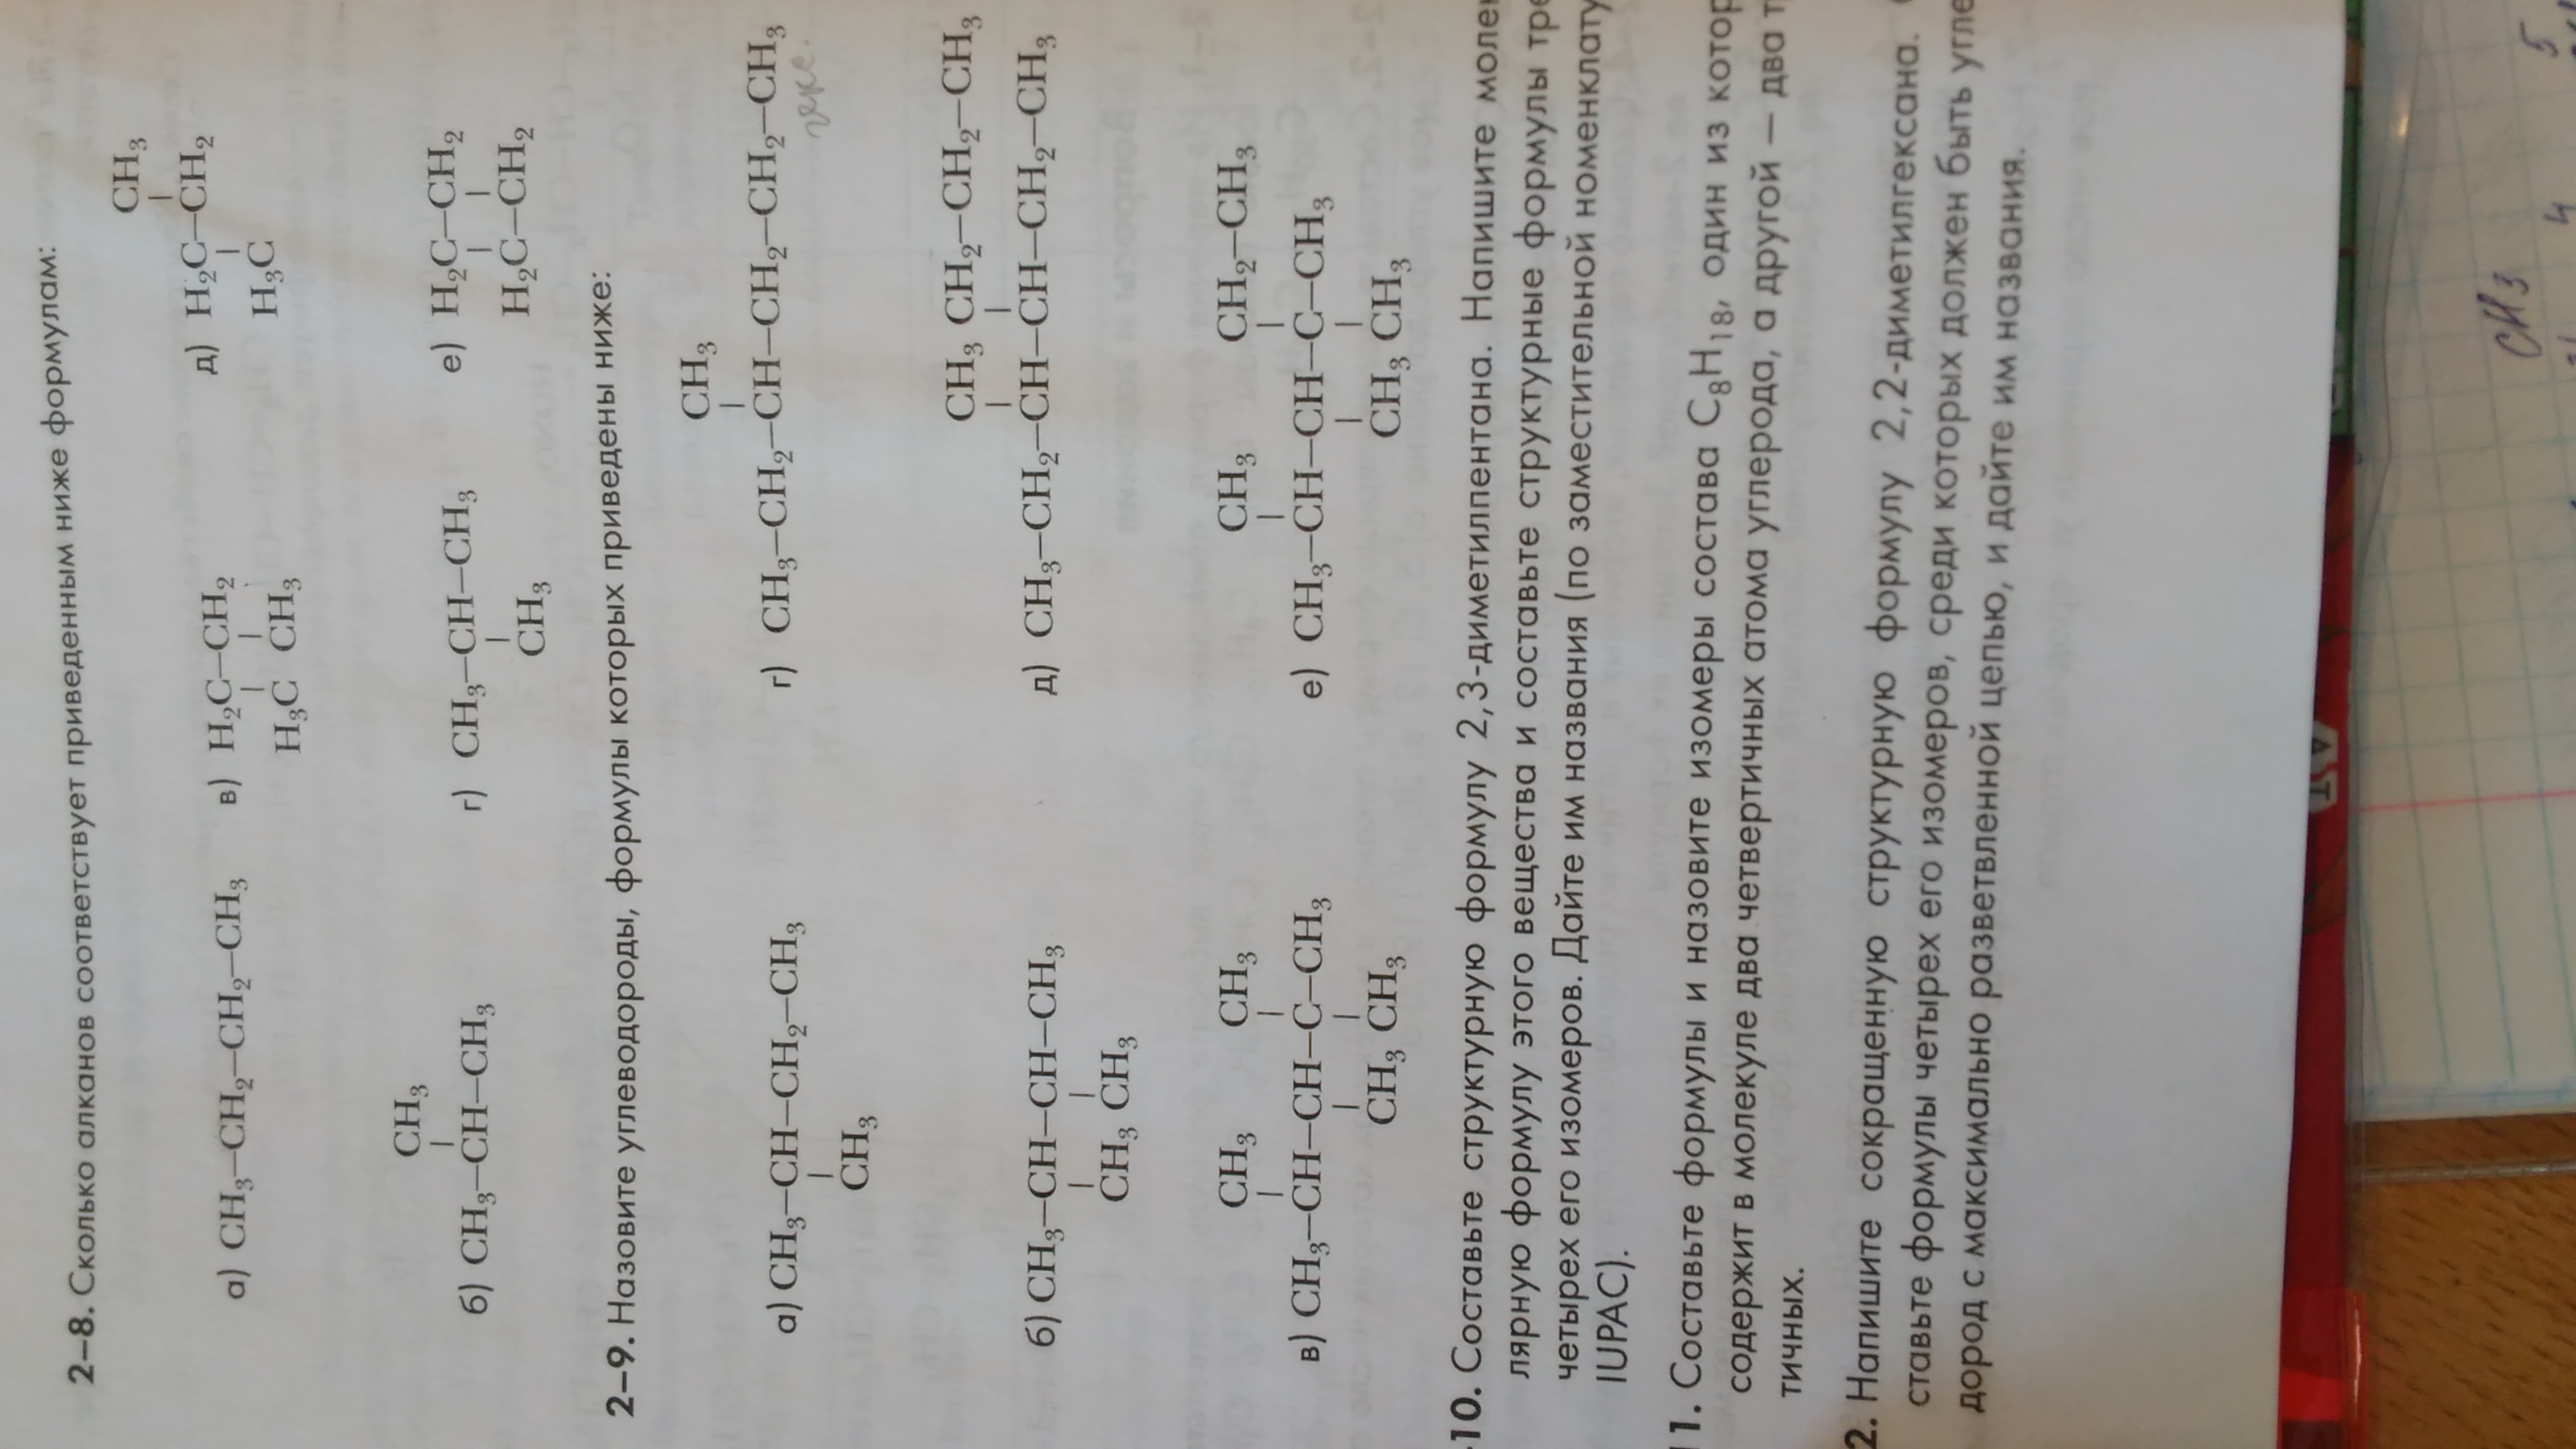 2–8. Сколько алканов соответствует приведенным ниже формулам:
CH₃
а) CH₃–CH₂–CH₂–CH₃ в) H₂C–CH₂ д) H₂C–CH₂
H₃C CH₃ H₃C
CH₃
б) CH₃–CH–CH₃ г) CH₃–CH–CH₃ е) H₂C–CH₂
CH₃ H₂C–CH₂
2–9. Назовите углеводороды, формулы которых приведены ниже:
CH₃
а) CH₃–CH–CH₂–CH₃ г) CH₃–CH₂–CH–CH₂–CH₂–CH₃
CH₃
CH₃ CH₂–CH₂–CH₃
б) CH₃–CH–CH–CH₃ д) CH₃–CH₂–CH–CH–CH₂–CH₃
CH₃ CH₃
CH₃ CH₃ CH₃ CH₂–CH₃
в) CH₃–CH–CH–C–CH₃ е) CH₃–CH–CH–C–CH₃
CH₃ CH₃ CH₃ CH₃
-10. Составьте структурную формулу 2,3-диметилпентана. Напишите молек
лярную формулу этого вещества и составьте структурные формулы тре
четырех его изомеров. Дайте им названия (по заместительной номенклату
IUPAC).
11. Составьте формулы и назовите изомеры состава C₈H₁₈, один из котор
содержит в молекуле два четвертичных атома углерода, а другой — два т
тичных.
2. Напишите сокращенную структурную формулу 2,2-диметилгексана.
ставьте формулы четырех его изомеров, среди которых должен быть угле
дород с максимально разветвленной цепью, и дайте им названия.
CH3 4 5